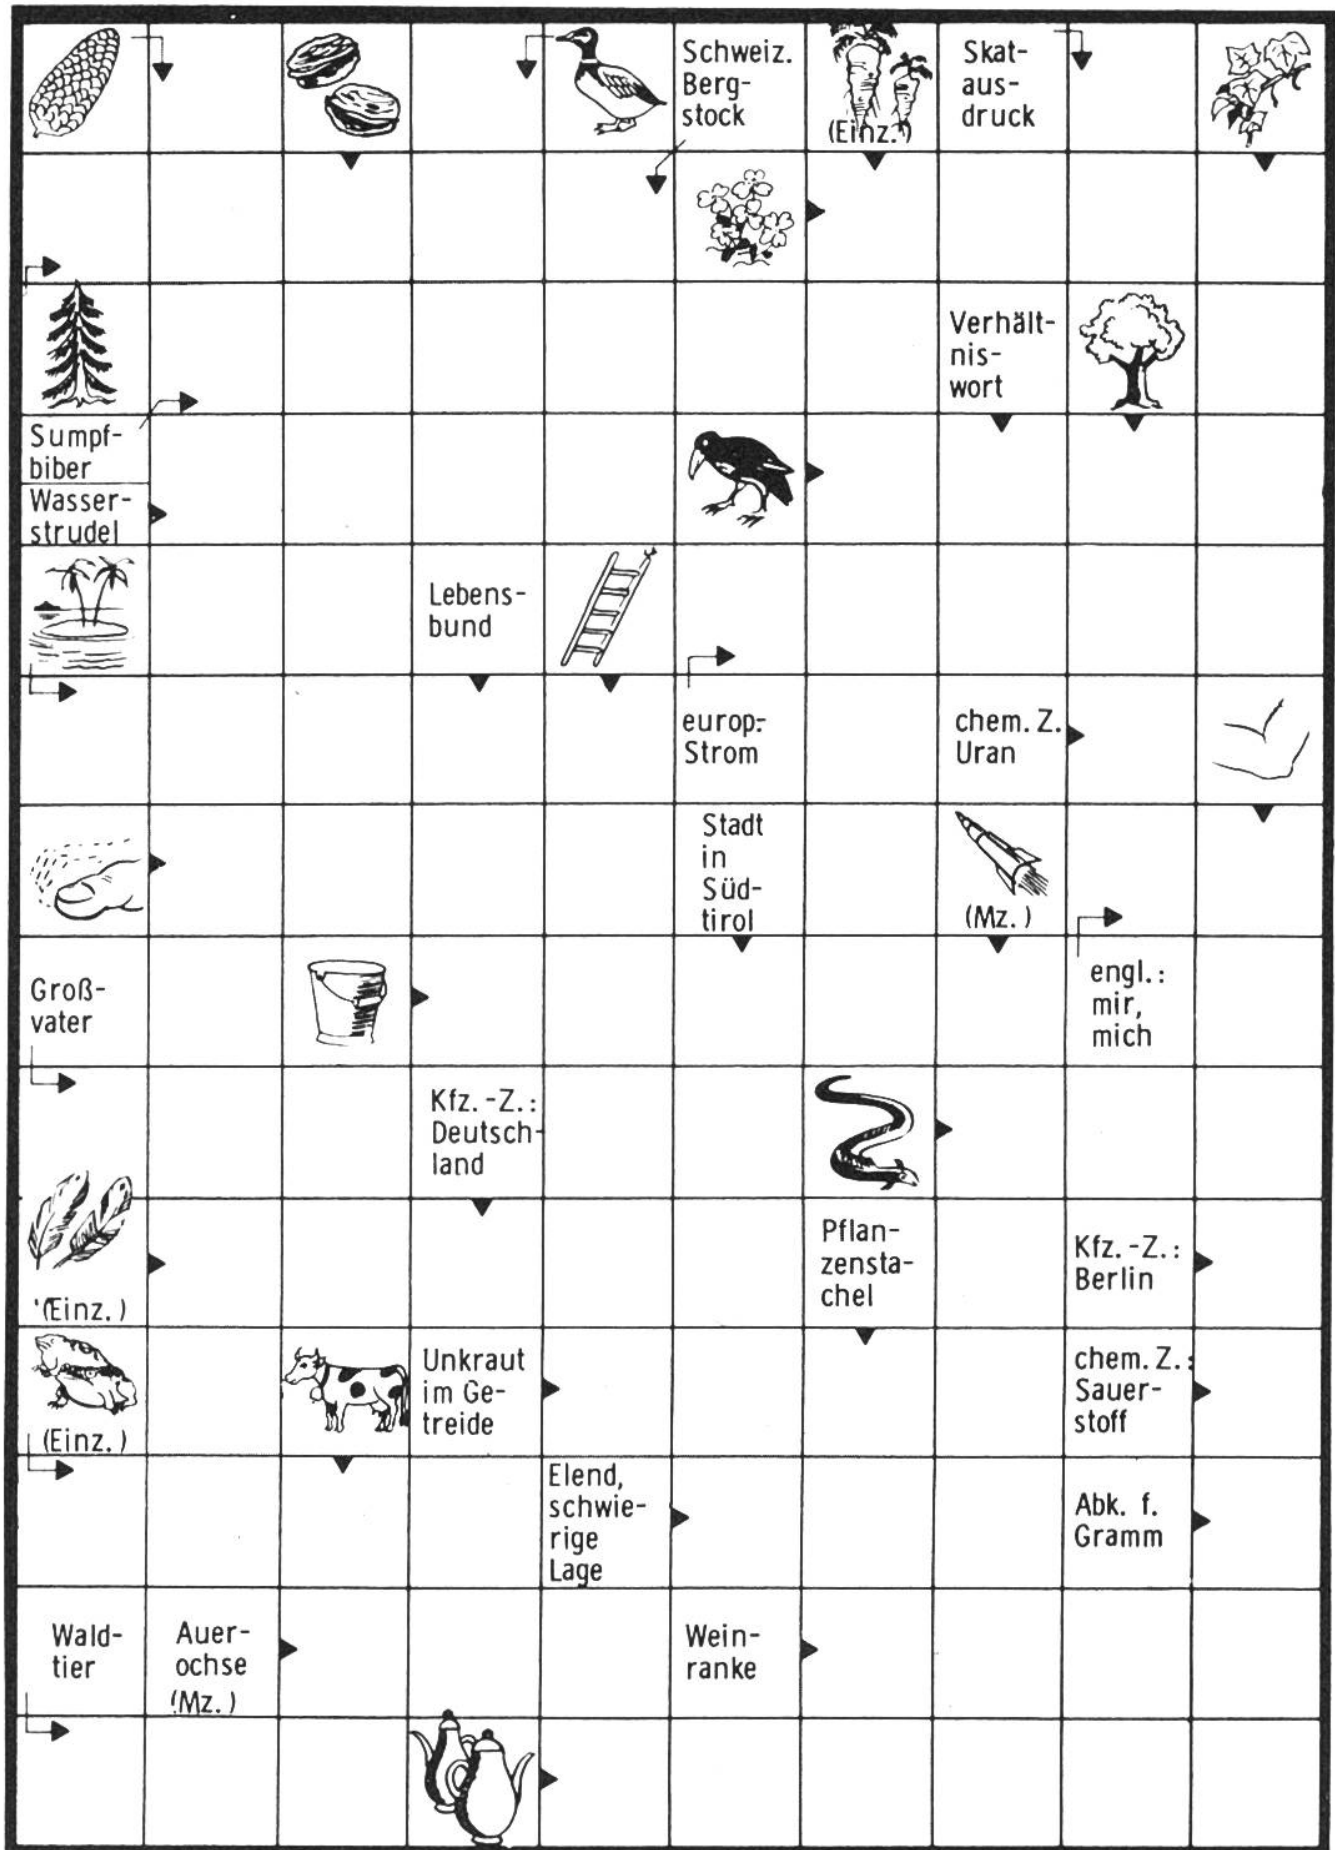 Schweiz.
Berg-
stock
(Einz.)
Skat-
aus-
druck
Verhält-
nis-
wort
Sumpf-
biber
Wasser-
strudel
Lebens-
bund
europ.-
Strom
chem. Z.
Uran
Stadt
in
Süd-
tirol
(Mz.)
Groß-
vater
engl.:
mir,
mich
Kfz.-Z.:
Deutsch-
land
(Einz.)
Pflan-
zensta-
chel
Kfz.-Z.:
Berlin
(Einz.)
Unkraut
im Ge-
treide
chem. Z.:
Sauer-
stoff
Elend,
schwie-
rige
Lage
Abk. f.
Gramm
Wald-
tier
Auer-
ochse
(Mz.)
Wein-
ranke